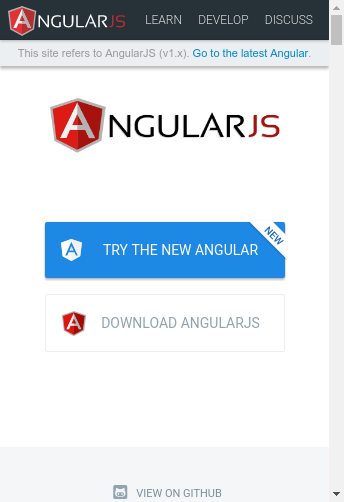 ANGULARJS LEARN DEVELOP DISCUSS
This site refers to AngularJS (v1.x). Go to the latest Angular.
ANGULARJS
NEW
TRY THE NEW ANGULAR
DOWNLOAD ANGULARJS
VIEW ON GITHUB